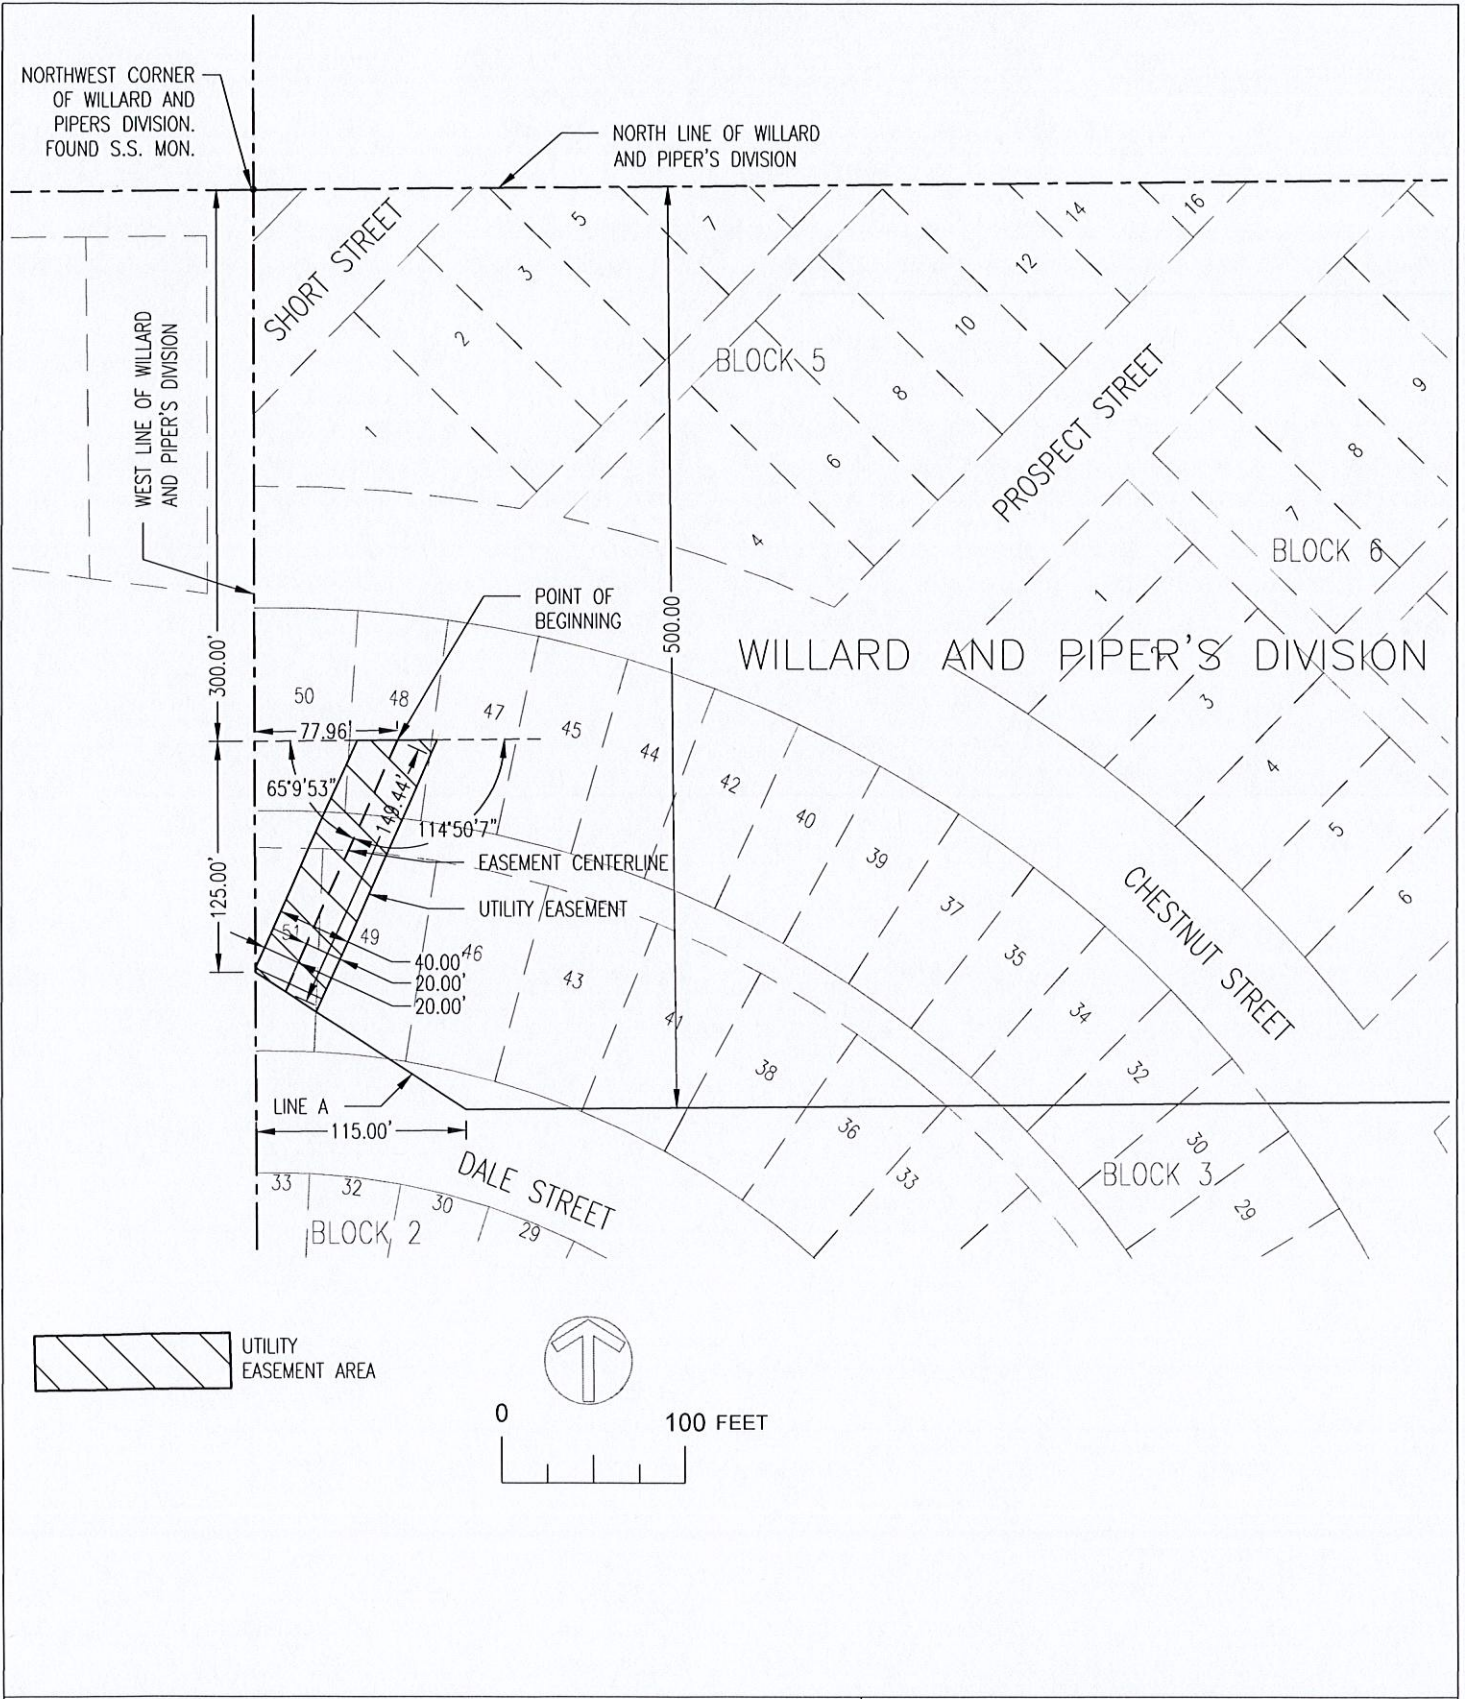 NORTHWEST CORNER
OF WILLARD AND
PIPERS DIVISION.
FOUND S.S. MON.
NORTH LINE OF WILLARD
AND PIPER'S DIVISION
SHORT STREET
5
7
14
16
3
12
2
10
BLOCK 5
8
9
1
6
8
4
7
PROSPECT STREET
BLOCK 6
WEST LINE OF WILLARD
AND PIPER'S DIVISION
POINT OF
BEGINNING
300.00'
500.00
1
WILLARD AND PIPER'S DIVISION
2
3
4
5
6
50
48
47
45
44
42
40
39
37
35
34
32
30
29
77.96'
65°9'53"
149.44'
114°50'7"
EASEMENT CENTERLINE
UTILITY EASEMENT
125.00'
51
49
46
43
41
38
36
33
40.00'
20.00'
20.00'
CHESTNUT STREET
LINE A
115.00'
DALE STREET
BLOCK 3
33
32
30
29
BLOCK 2
UTILITY
EASEMENT AREA
0
100 FEET